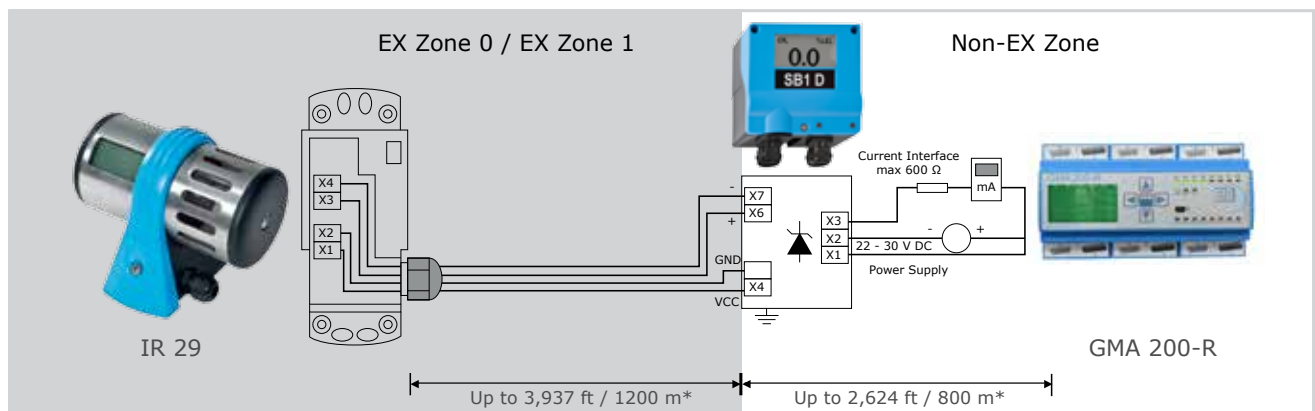 EX Zone 0 / EX Zone 1
Non-EX Zone
0.0
SB1 D
Current Interface
max 600 Ω
mA
X4
X3
X2
X1
-
X7
X6
+
GND
X4
VCC
X3
X2
X1
- +
22 - 30 V DC
Power Supply
IR 29
GMA 200-R
Up to 3,937 ft / 1200 m*
Up to 2,624 ft / 800 m*